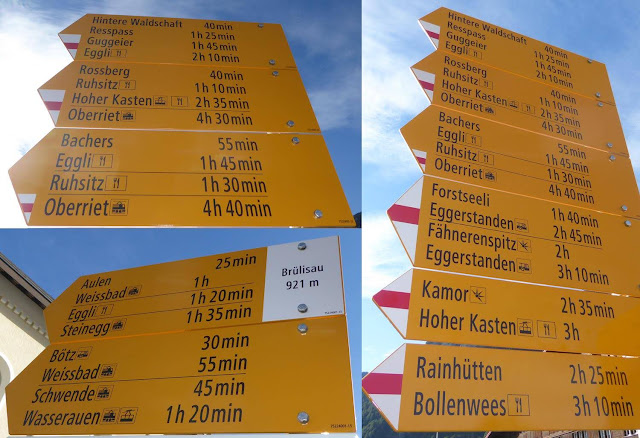 Hintere Waldschaft 40min
Resspass 1h 25min
Guggeier 1h 45min
Eggli 2h 10min
Rossberg 40min
Ruhsitz 1h 10min
Hoher Kasten 2h 35min
Oberriet 4h 30min
Bachers 55min
Eggli 1h 45min
Ruhsitz 1h 30min
Oberriet 4h 40min
Aulen 25min
Weissbad 1h
Eggli 1h 20min
Steinegg 1h 35min
Brülisau
921 m
Bötz 30min
Weissbad 55min
Schwende 45min
Wasserauen 1h 20min
Hintere Waldschaft 40min
Resspass 1h 25min
Guggeier 1h 45min
Eggli 2h 10min
Rossberg 40min
Ruhsitz 1h 10min
Hoher Kasten 2h 35min
Oberriet 4h 30min
Bachers 55min
Eggli 1h 45min
Ruhsitz 1h 30min
Oberriet 4h 40min
Forstseeli 1h 40min
Eggerstanden 2h 45min
Fähnerenspitz 2h
Eggerstanden 3h 10min
Kamor 2h 35min
Hoher Kasten 3h
Rainhütten 2h 25min
Bollenwees 3h 10min